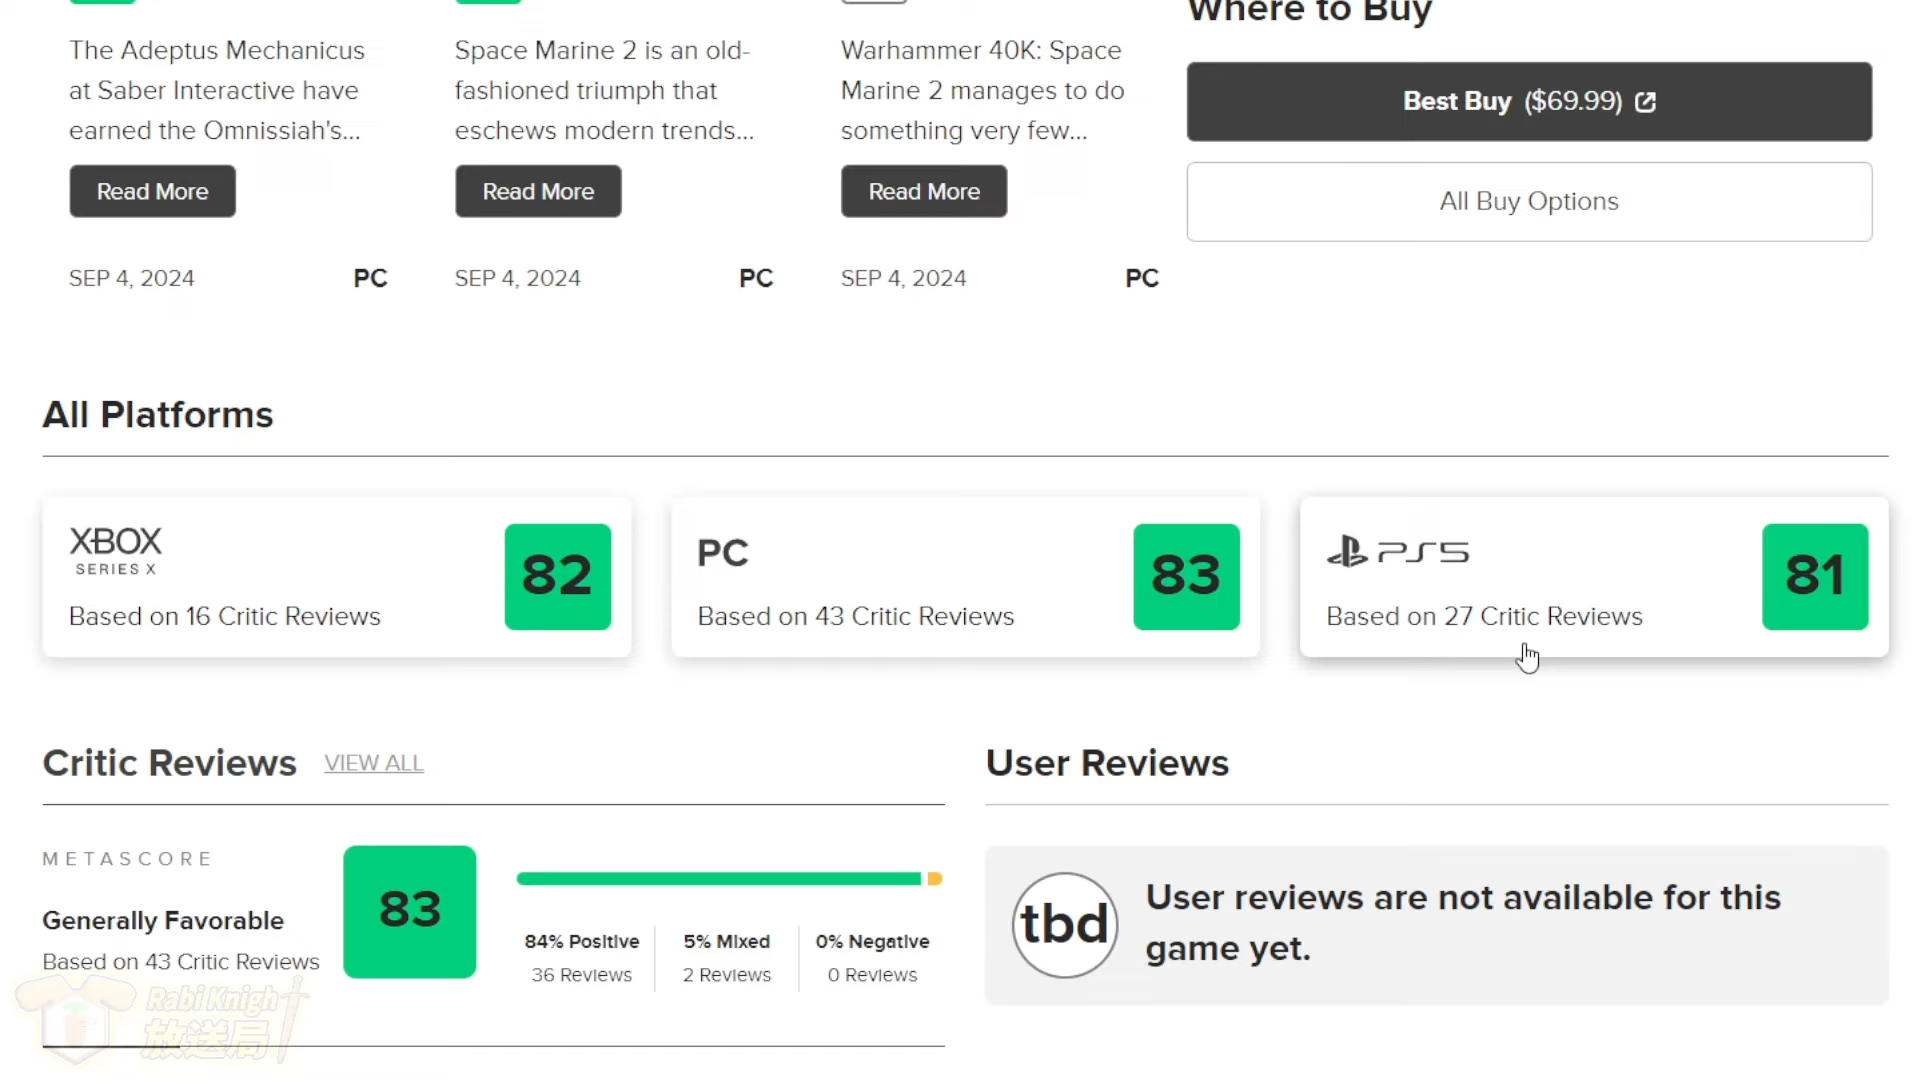 Where to Buy
The Adeptus Mechanicus
at Saber Interactive have
earned the Omnissiah's...
Read More
SEP 4, 2024
PC
Space Marine 2 is an old-
fashioned triumph that
eschews modern trends...
Read More
SEP 4, 2024
PC
Warhammer 40K: Space
Marine 2 manages to do
something very few...
Read More
SEP 4, 2024
PC
Best Buy ($69.99)
All Buy Options
All Platforms
XBOX
SERIES X
82
Based on 16 Critic Reviews
PC
83
Based on 43 Critic Reviews
PS5
81
Based on 27 Critic Reviews
Critic Reviews VIEW ALL
METASCORE
Generally Favorable
Based on 43 Critic Reviews
83
84% Positive
36 Reviews
5% Mixed
2 Reviews
0% Negative
0 Reviews
User Reviews
tbd
User reviews are not available for this
game yet.
Rabi Knight
放送局